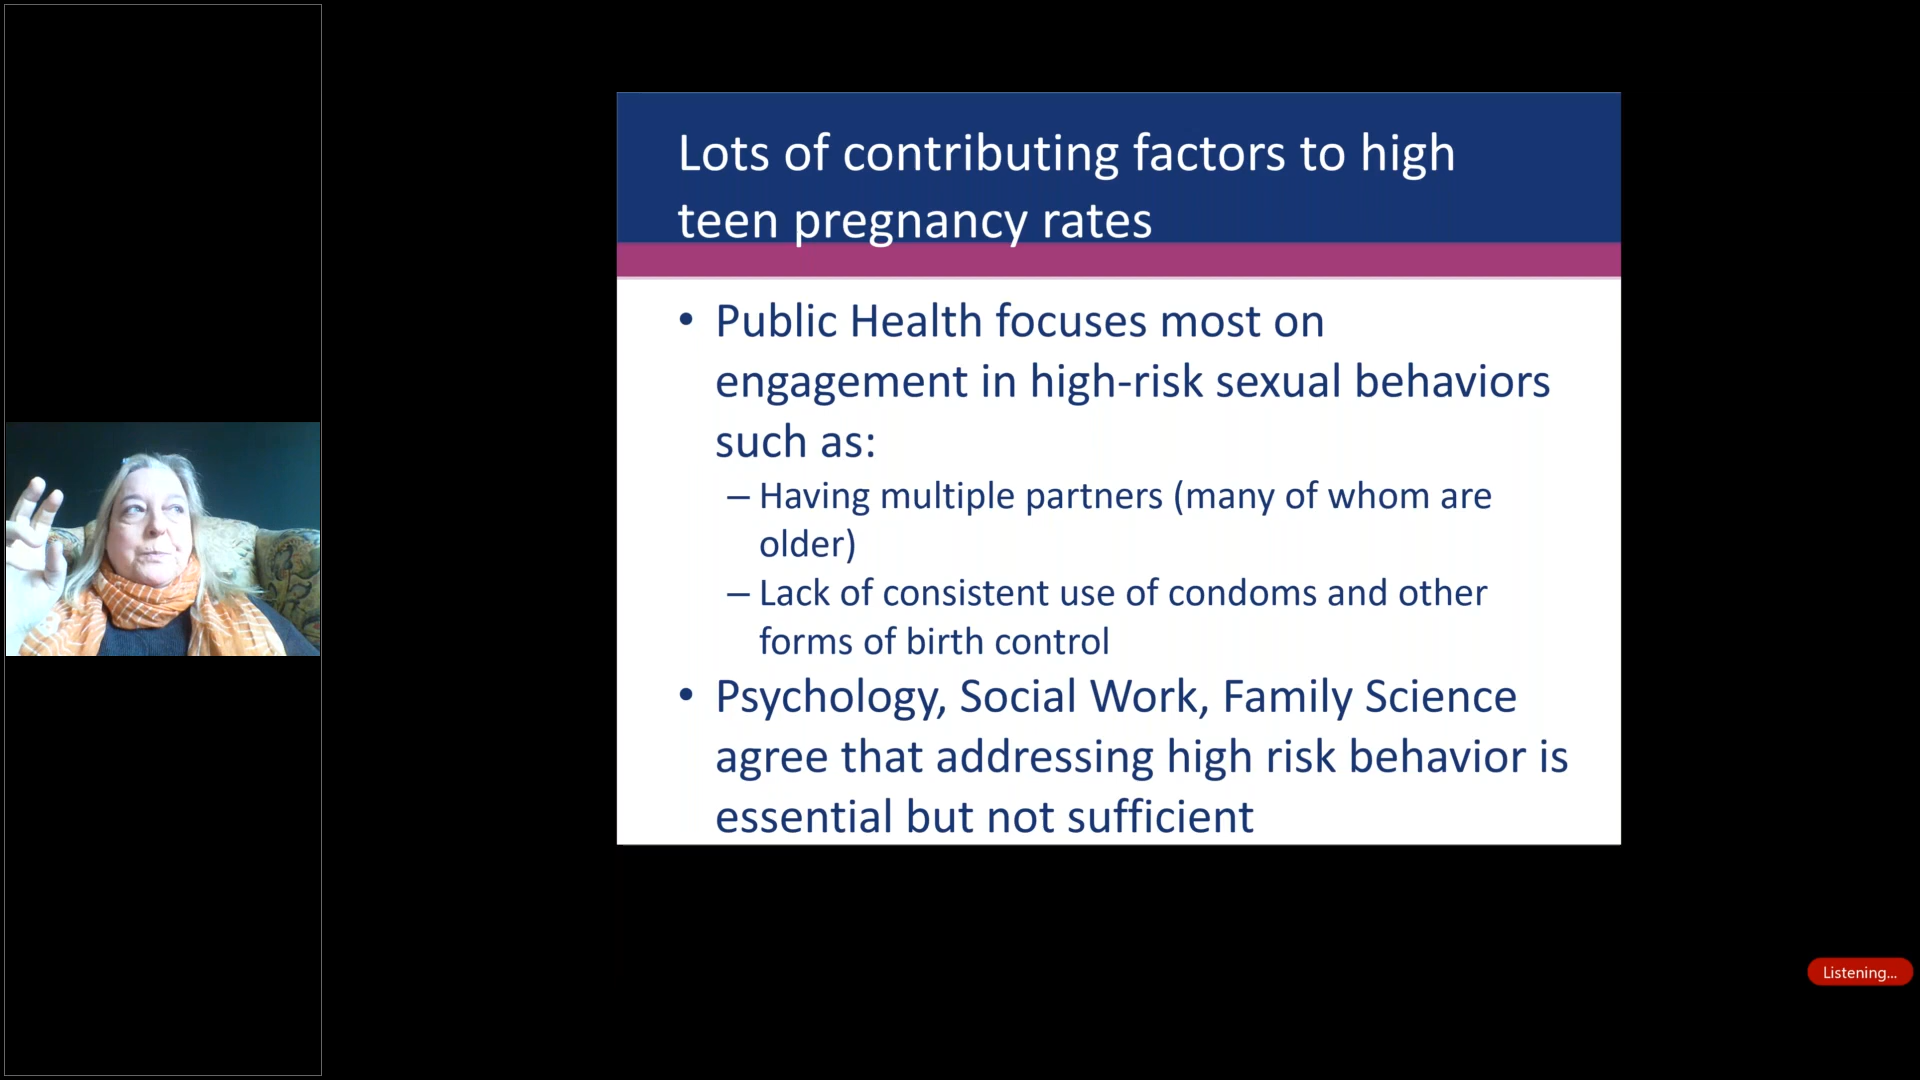 Lots of contributing factors to high
teen pregnancy rates
• Public Health focuses most on
engagement in high-risk sexual behaviors
such as:
– Having multiple partners (many of whom are
older)
– Lack of consistent use of condoms and other
forms of birth control
• Psychology, Social Work, Family Science
agree that addressing high risk behavior is
essential but not sufficient
Listening...